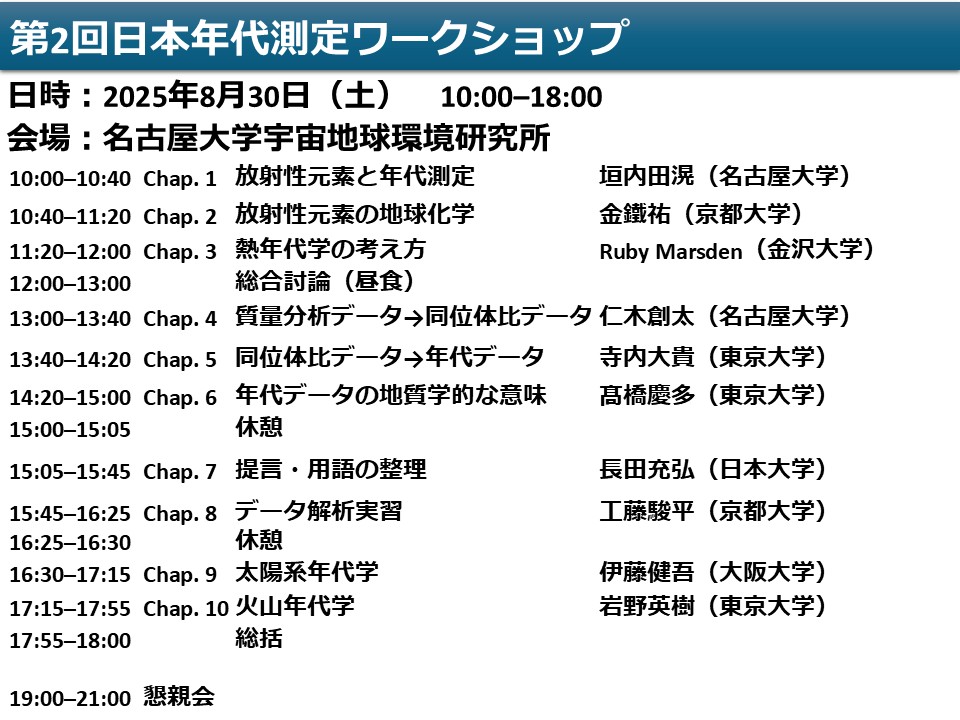 第2回日本年代測定ワークショップ
日時：2025年8月30日（土）　10:00–18:00
会場：名古屋大学宇宙地球環境研究所
10:00–10:40 Chap. 1 放射性元素と年代測定 垣内田滉（名古屋大学）
10:40–11:20 Chap. 2 放射性元素の地球化学 金鐵祐（京都大学）
11:20–12:00 Chap. 3 熱年代学の考え方 Ruby Marsden（金沢大学）
12:00–13:00 総合討論（昼食）
13:00–13:40 Chap. 4 質量分析データ→同位体比データ 仁木創太（名古屋大学）
13:40–14:20 Chap. 5 同位体比データ→年代データ 寺内大貴（東京大学）
14:20–15:00 Chap. 6 年代データの地質学的な意味 髙橋慶多（東京大学）
15:00–15:05 休憩
15:05–15:45 Chap. 7 提言・用語の整理 長田充弘（日本大学）
15:45–16:25 Chap. 8 データ解析実習 工藤駿平（京都大学）
16:25–16:30 休憩
16:30–17:15 Chap. 9 太陽系年代学 伊藤健吾（大阪大学）
17:15–17:55 Chap. 10 火山年代学 岩野英樹（東京大学）
17:55–18:00 総括
19:00–21:00 懇親会